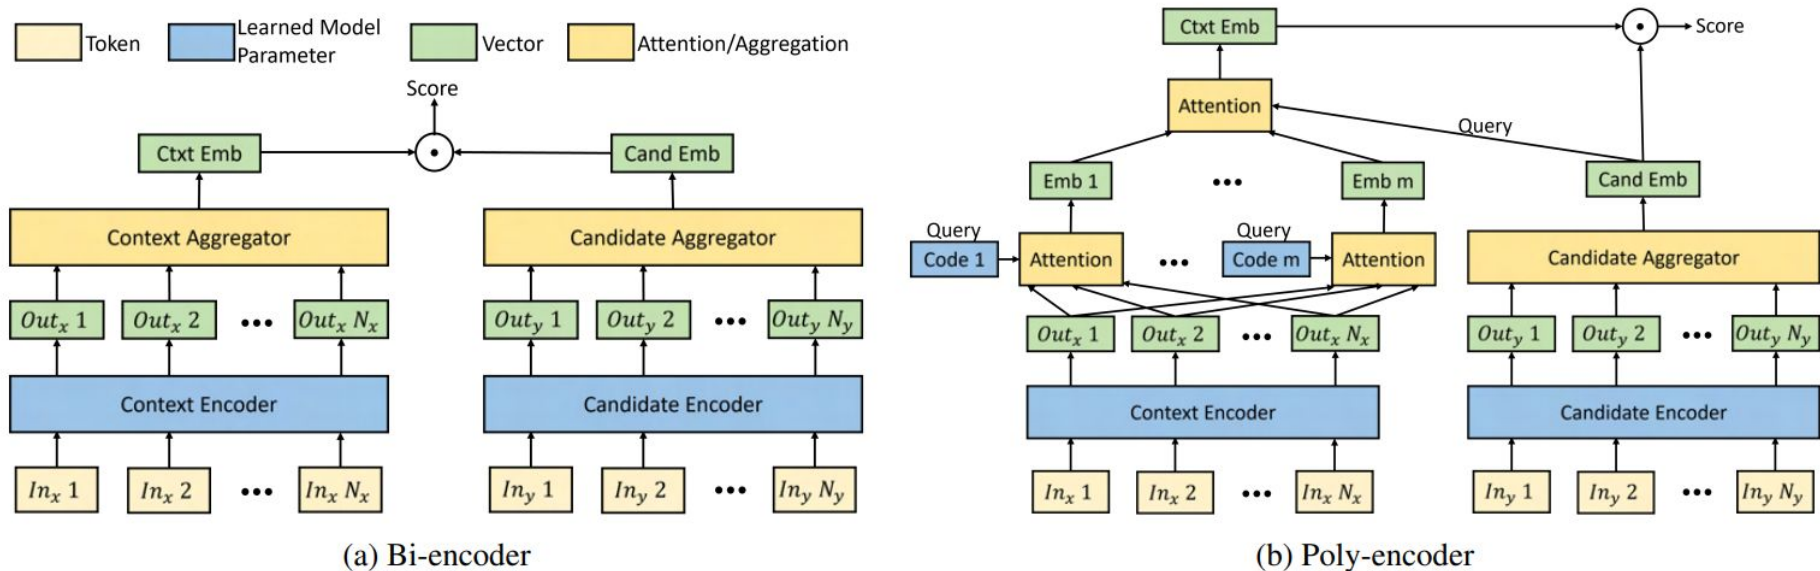 Token
Learned Model
Parameter
Vector
Attention/Aggregation
Score
Ctxt Emb
Cand Emb
Context Aggregator
Candidate Aggregator
Out_x 1
Out_x 2
•••
Out_x N_x
Out_y 1
Out_y 2
•••
Out_y N_y
Context Encoder
Candidate Encoder
In_x 1
In_x 2
•••
In_x N_x
In_y 1
In_y 2
•••
In_y N_y
(a) Bi-encoder
Ctxt Emb
Score
Attention
Query
Emb 1
•••
Emb m
Cand Emb
Query
Code 1
Attention
•••
Query
Code m
Attention
Candidate Aggregator
Out_x 1
Out_x 2
•••
Out_x N_x
Out_y 1
Out_y 2
•••
Out_y N_y
Context Encoder
Candidate Encoder
In_x 1
In_x 2
•••
In_x N_x
In_y 1
In_y 2
•••
In_y N_y
(b) Poly-encoder